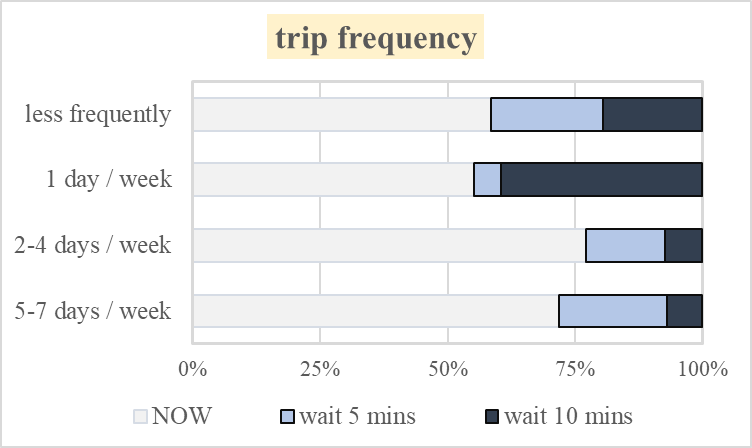 trip frequency
less frequently
1 day / week
2-4 days / week
5-7 days / week
0% 25% 50% 75% 100%
NOW wait 5 mins wait 10 mins